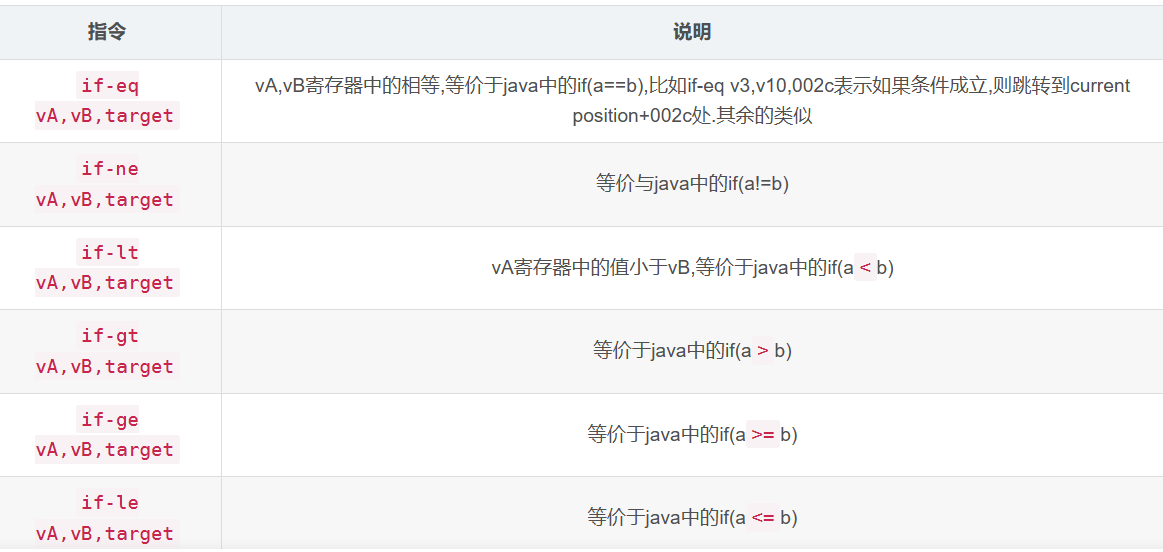 指令 说明
if-eq
vA,vB,target
vA,vB寄存器中的相等,等价于java中的if(a==b),比如if-eq v3,v10,002c表示如果条件成立,则跳转到current
position+002c处.其余的类似
if-ne
vA,vB,target
等价与java中的if(a!=b)
if-lt
vA,vB,target
vA寄存器中的值小于vB,等价于java中的if(a < b)
if-gt
vA,vB,target
等价于java中的if(a > b)
if-ge
vA,vB,target
等价于java中的if(a >= b)
if-le
vA,vB,target
等价于java中的if(a <= b)